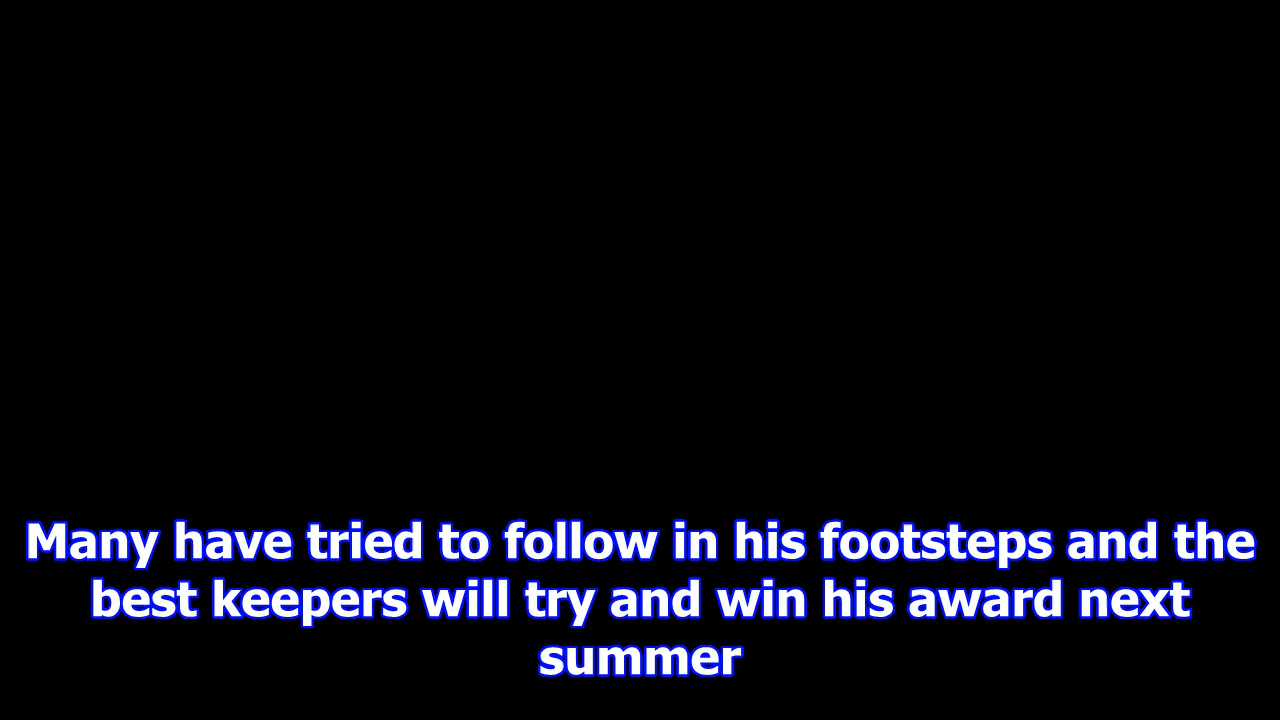 Many have tried to follow in his footsteps and the
best keepers will try and win his award next
summer